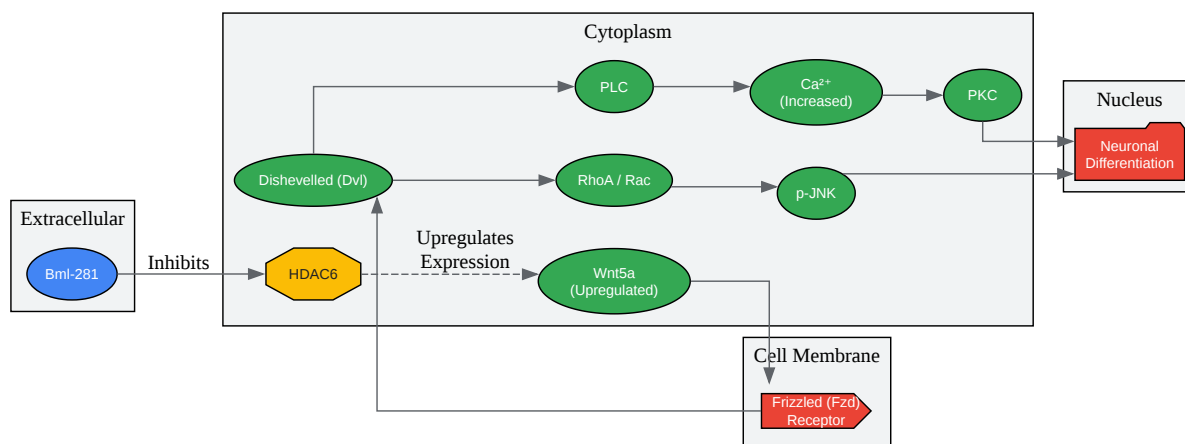 Cytoplasm
PLC
Ca²⁺
(Increased)
PKC
Nucleus
Neuronal
Differentiation
Dishevelled (Dvl)
RhoA / Rac
p-JNK
Extracellular
Bml-281
Inhibits
HDAC6
Upregulates
Expression
Wnt5a
(Upregulated)
Cell Membrane
Frizzled (Fzd)
Receptor